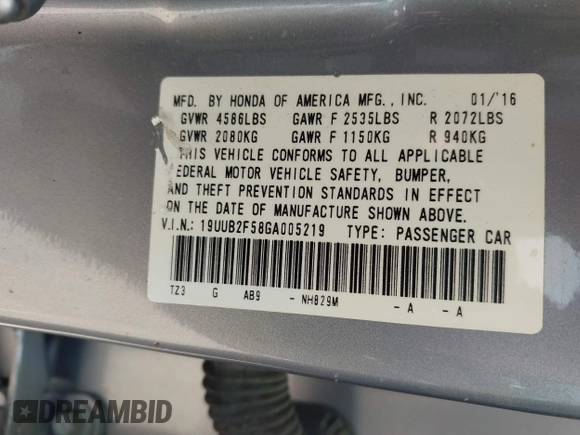 MFD. BY HONDA OF AMERICA MFG., INC. 01/'16
GVWR 4586LBS GAWR F 2535LBS R 2072LBS
GVWR 2080KG GAWR F 1150KG R 940KG
THIS VEHICLE CONFORMS TO ALL APPLICABLE
FEDERAL MOTOR VEHICLE SAFETY, BUMPER,
AND THEFT PREVENTION STANDARDS IN EFFECT
ON THE DATE OF MANUFACTURE SHOWN ABOVE.
V.I.N.: 19UUB2F58GA005219 TYPE: PASSENGER CAR
TZ3 G AB9 - NH829M - A - A
DREAMBID